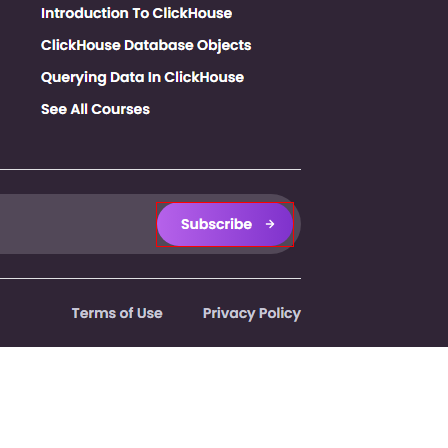 Introduction To ClickHouse
ClickHouse Database Objects
Querying Data In ClickHouse
See All Courses
Subscribe →
Terms of Use
Privacy Policy